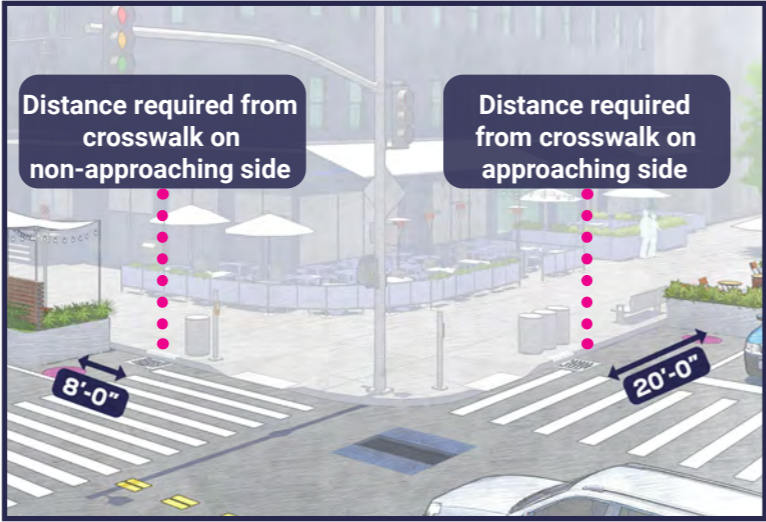 Distance required from
crosswalk on
non-approaching side
Distance required
from crosswalk on
approaching side
8'-0"
20'-0"